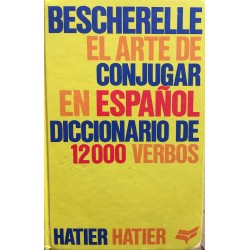 BESCHERELLE
EL ARTE DE
CONJUGAR
EN ESPAÑOL
DICCIONARIO DE
12000 VERBOS
HATIER HATIER